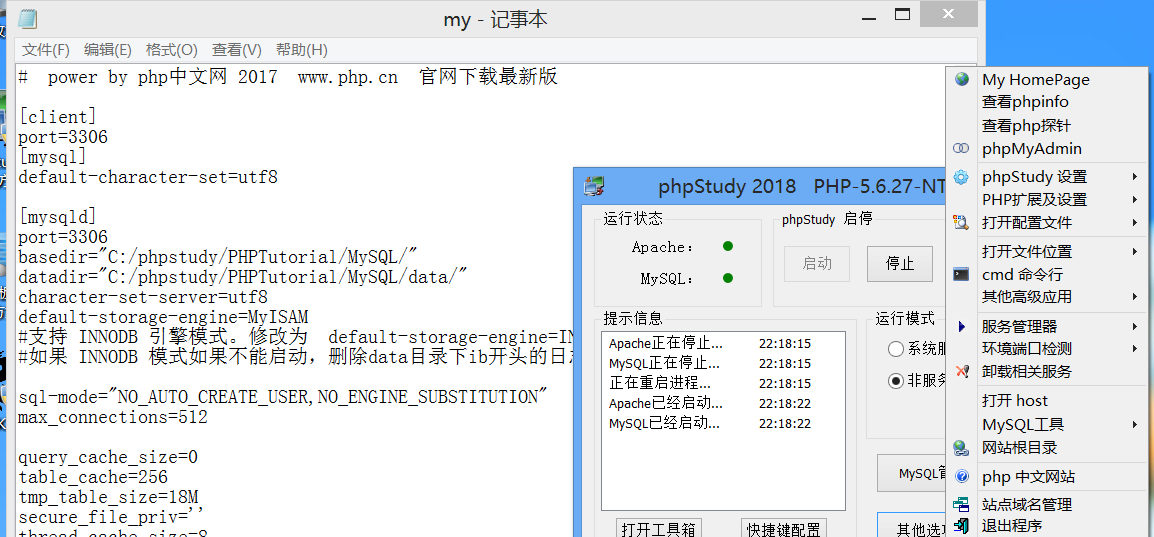 my - 记事本
文件(F) 编辑(E) 格式(O) 查看(V) 帮助(H)
# power by php中文网 2017 www.php.cn 官网下载最新版
[client]
port=3306
[mysql]
default-character-set=utf8
[mysqld]
port=3306
basedir="C:/phpstudy/PHPTutorial/MySQL/"
datadir="C:/phpstudy/PHPTutorial/MySQL/data/"
character-set-server=utf8
default-storage-engine=MyISAM
#支持 INNODB 引擎模式。修改为 default-storage-engine=IN
#如果 INNODB 模式如果不能启动，删除data目录下ib开头的日
sql-mode="NO_AUTO_CREATE_USER,NO_ENGINE_SUBSTITUTION"
max_connections=512
query_cache_size=0
table_cache=256
tmp_table_size=18M
secure_file_priv=''
thread_cache_size=8
phpStudy 2018 PHP-5.6.27-NT
运行状态
Apache:
MySQL:
phpStudy 启停
启动
停止
提示信息
Apache正在停止... 22:18:15
MySQL正在停止... 22:18:15
正在重启进程... 22:18:15
Apache已经启动... 22:18:22
MySQL已经启动... 22:18:22
运行模式
系统服
非服务
MySQL管
打开工具箱
快捷键配置
其他选项
My HomePage
查看phpinfo
查看php探针
phpMyAdmin
phpStudy 设置
PHP扩展及设置
打开配置文件
打开文件位置
cmd 命令行
其他高级应用
服务管理器
环境端口检测
卸载相关服务
打开 host
MySQL工具
网站根目录
php 中文网站
站点域名管理
退出程序